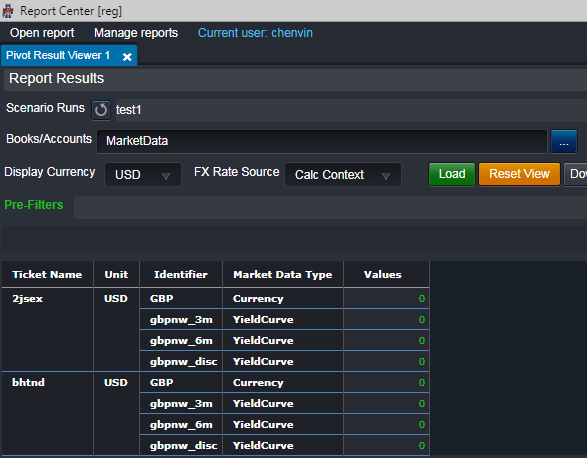 Report Center [reg]
Open report Manage reports Current user: chenvin
Pivot Result Viewer 1 x
Report Results
Scenario Runs test1
Books/Accounts MarketData ...
Display Currency USD FX Rate Source Calc Context Load Reset View Dov
Pre-Filters
Ticket Name Unit Identifier Market Data Type Values
2jsex USD GBP Currency 0
gbpnw_3m YieldCurve 0
gbpnw_6m YieldCurve 0
gbpnw_disc YieldCurve 0
bhtnd USD GBP Currency 0
gbpnw_3m YieldCurve 0
gbpnw_6m YieldCurve 0
gbpnw_disc YieldCurve 0